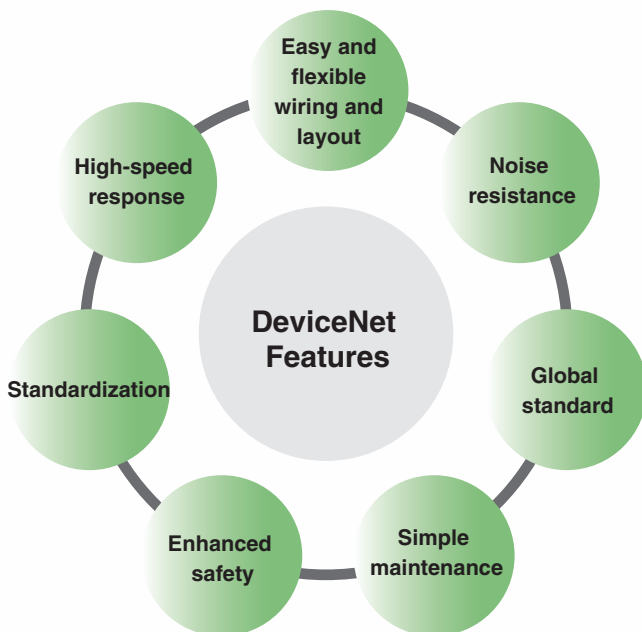 Easy and
flexible
wiring and
layout
Noise
resistance
Global
standard
Simple
maintenance
Enhanced
safety
Standardization
High-speed
response
DeviceNet
Features